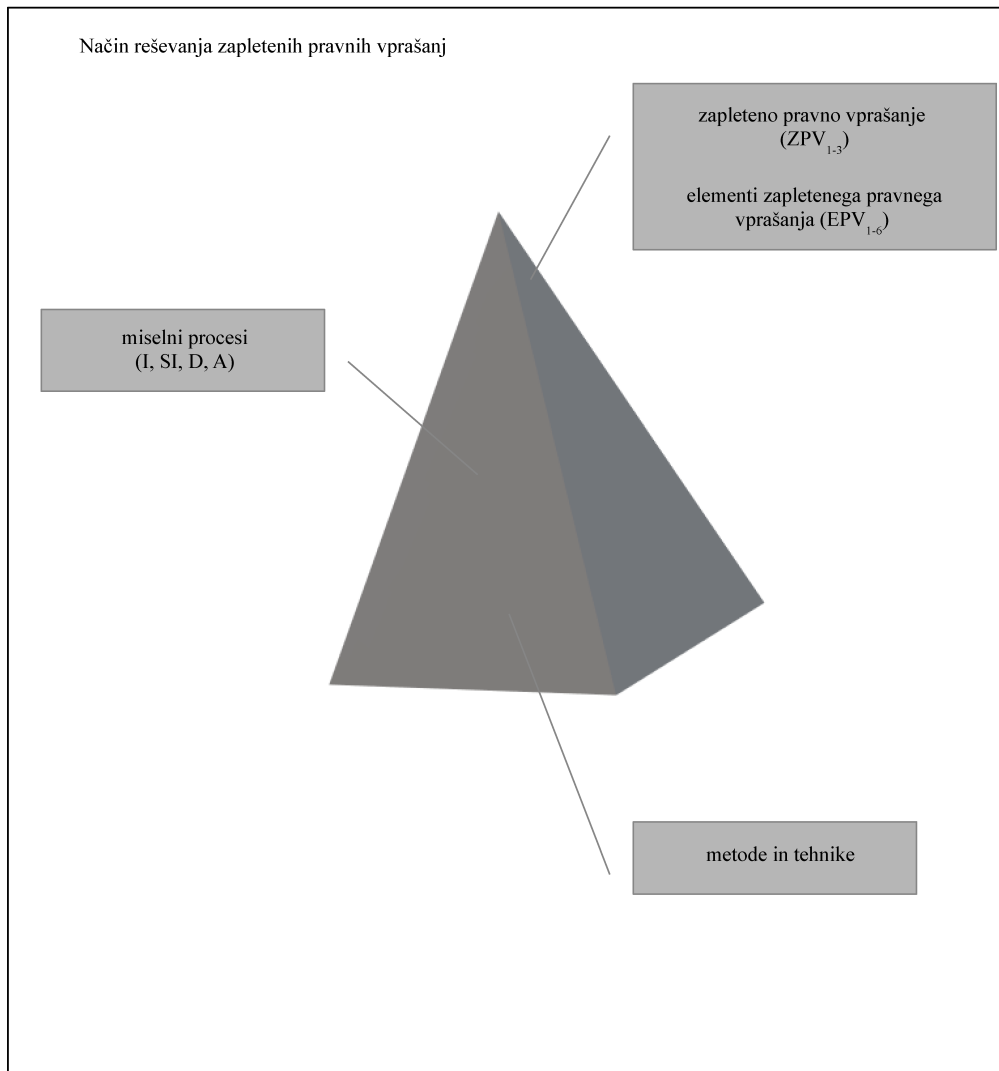 Način reševanja zapletenih pravnih vprašanj
zapleteno pravno vprašanje
(ZPV1-3)
elementi zapletenega pravnega
vprašanja (EPV1-6)
miselni procesi
(I, SI, D, A)
metode in tehnike